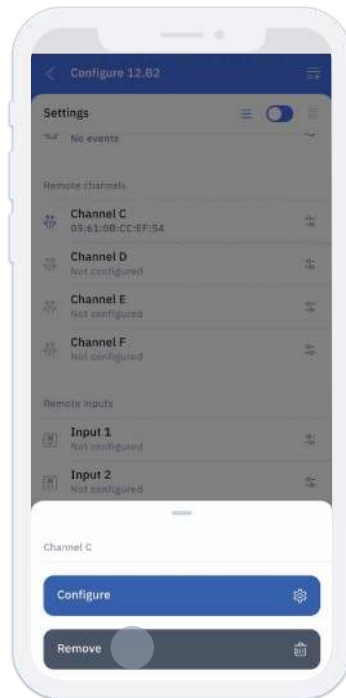 Configure 12.B2
Settings
No events
Remote channels
Channel C
05:61:0B:CC:EF:54
Channel D
Not configured
Channel E
Not configured
Channel F
Not configured
Remote inputs
Input 1
Not configured
Input 2
Not configured
Channel C
Configure
Remove